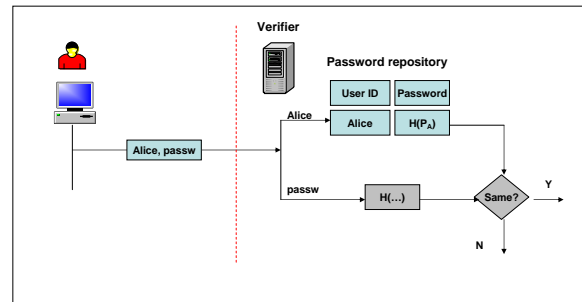 Verifier
Password repository
User ID Password
Alice
Alice H(P_A)
Alice, passw
passw
H(…)
Same?
Y
N